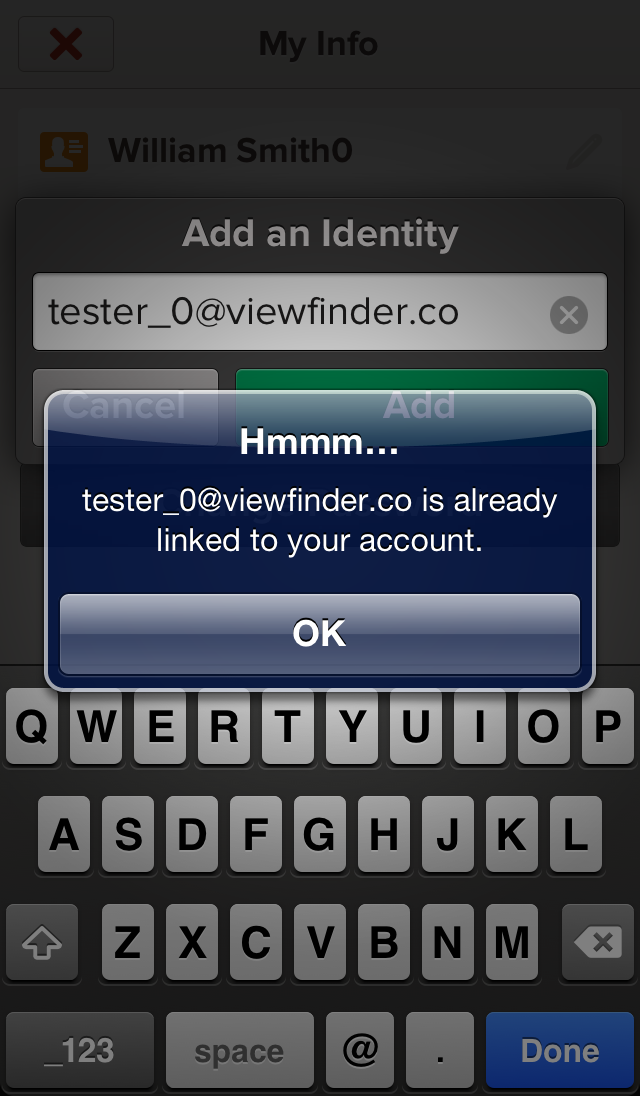 My Info
William Smith0
Add an Identity
tester_0@viewfinder.co
Cancel
Add
Hmmm...
tester_0@viewfinder.co is already
linked to your account.
OK
Q W E R T Y U I O P
A S D F G H J K L
Z X C V B N M
_123
space
@
.
Done